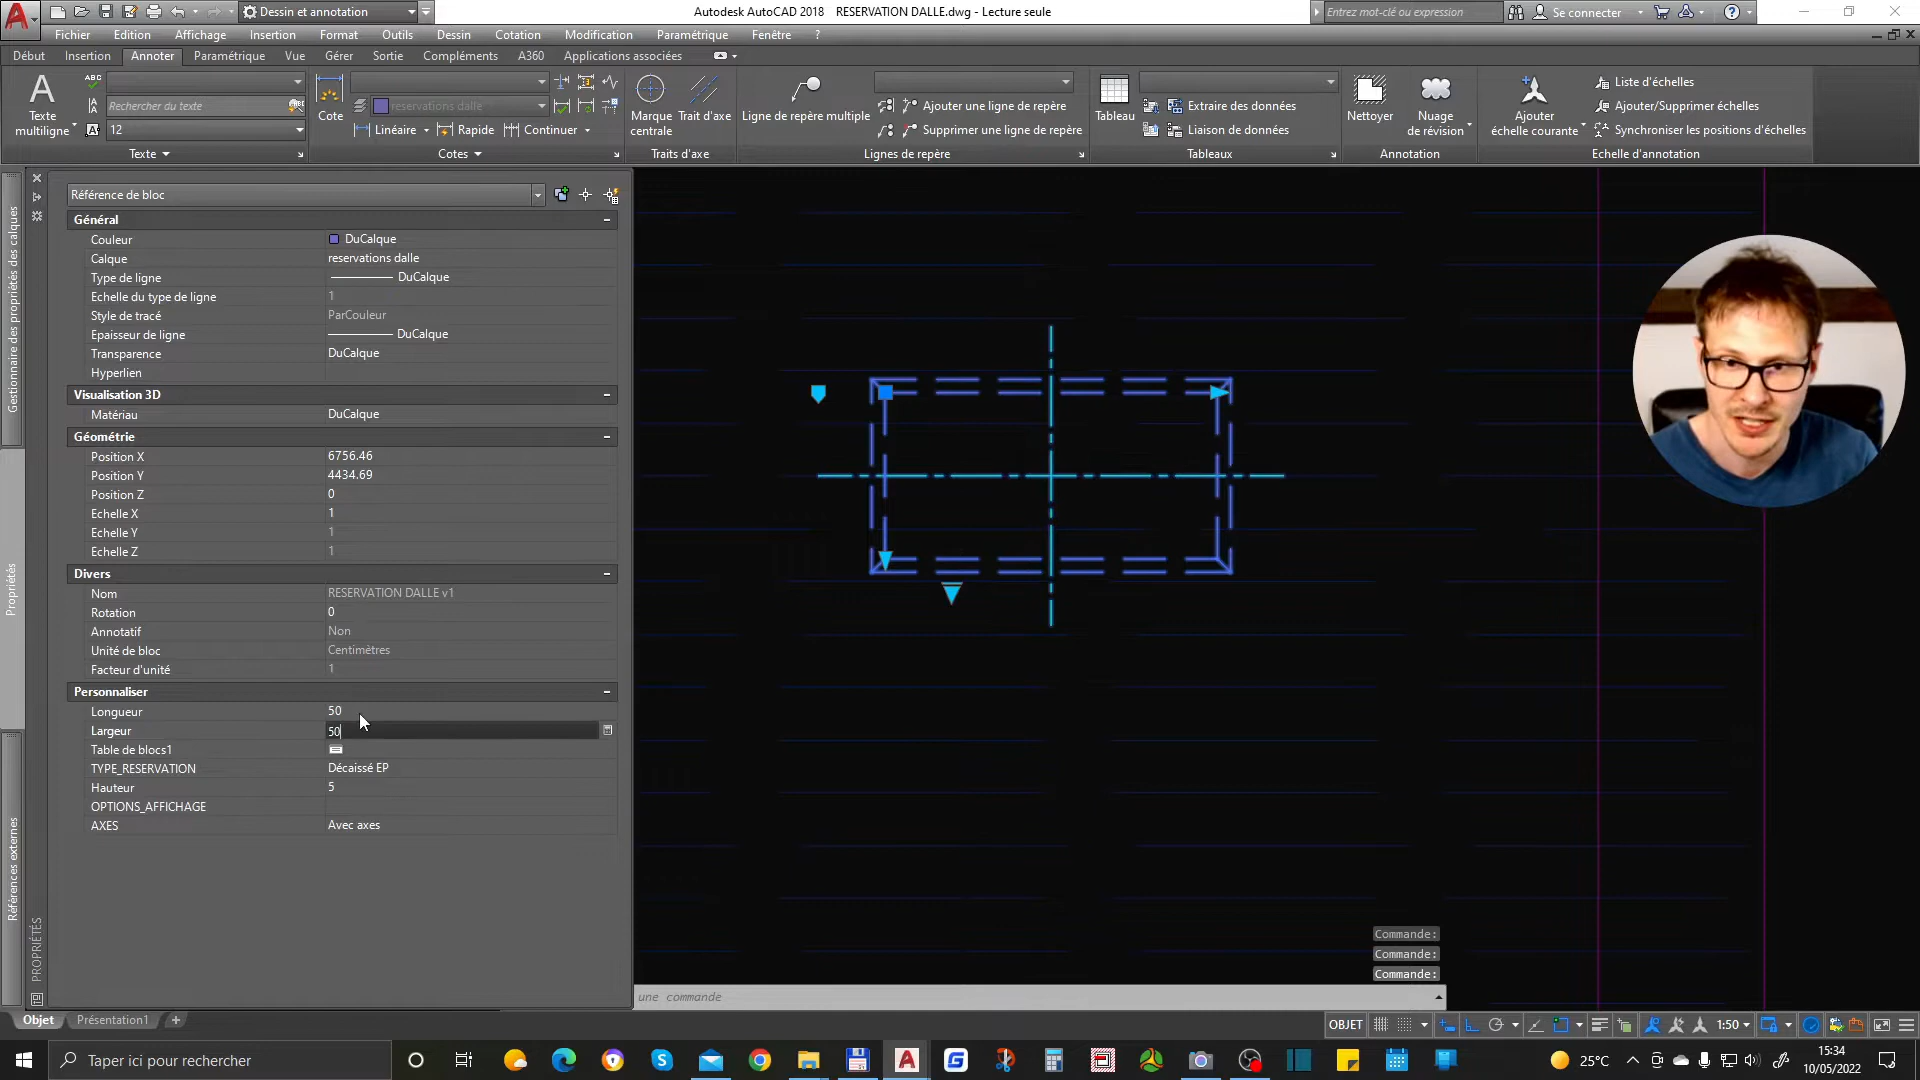 Dessin et annotation
Autodesk AutoCAD 2018 RESERVATION DALLE.dwg - Lecture seule
Entrez mot-clé ou expression
Se connecter
Fichier Edition Affichage Insertion Format Outils Dessin Cotation Modification Paramétrique Fenêtre ?
Début Insertion Annoter Paramétrique Vue Gérer Sortie Compléments A360 Applications associées
Texte
multiligne
ABC
Rechercher du texte
12
Texte
Cote
reservations dalle
Linéaire Rapide Continuer
Cotes
Marque
centrale
Trait d'axe
Traits d'axe
Ligne de repère multiple
Ajouter une ligne de repère
Supprimer une ligne de repère
Lignes de repère
Tableau
Extraire des données
Liaison de données
Tableaux
Nettoyer
Nuage
de révision
Annotation
Ajouter
échelle courante
Liste d'échelles
Ajouter/Supprimer échelles
Synchroniser les positions d'échelles
Echelle d'annotation
Gestionnaire des propriétés des calques
Propriétés
Références externes
PROPRIÉTÉS
Référence de bloc
Général
Couleur DuCalque
Calque reservations dalle
Type de ligne DuCalque
Echelle du type de ligne 1
Style de tracé ParCouleur
Epaisseur de ligne DuCalque
Transparence DuCalque
Hyperlien
Visualisation 3D
Matériau DuCalque
Géométrie
Position X 6756.46
Position Y 4434.69
Position Z 0
Echelle X 1
Echelle Y 1
Echelle Z 1
Divers
Nom RESERVATION DALLE v1
Rotation 0
Annotatif Non
Unité de bloc Centimètres
Facteur d'unité 1
Personnaliser
Longueur 50
Largeur 50
Table de blocs1
TYPE_RESERVATION Décaissé EP
Hauteur 5
OPTIONS_AFFICHAGE
AXES Avec axes
Commande:
Commande:
Commande:
une commande
Objet Présentation1 +
OBJET
1:50
Taper ici pour rechercher
25°C
15:34
10/05/2022